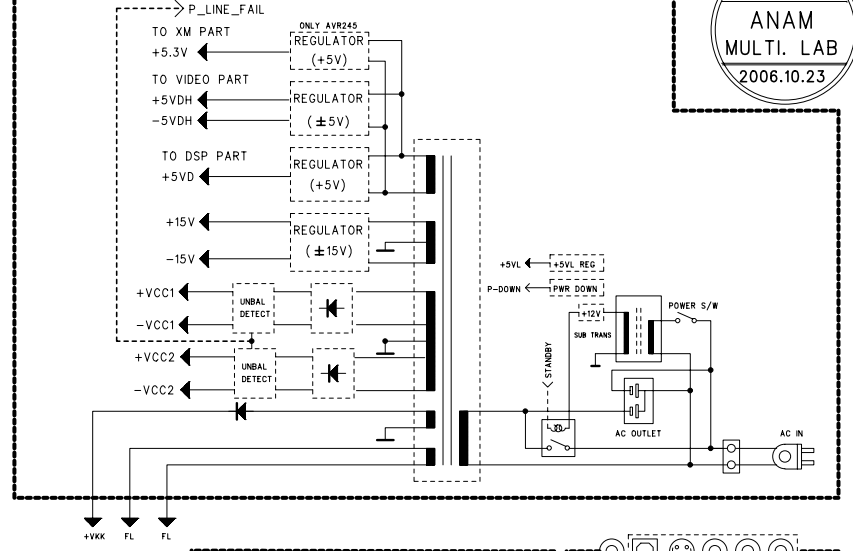 P_LINE_FAIL
TO XM PART
+5.3V
ONLY AVR245
REGULATOR
(+5V)
TO VIDEO PART
+5VDH
-5VDH
REGULATOR
(±5V)
TO DSP PART
+5VD
REGULATOR
(+5V)
+15V
-15V
REGULATOR
(±15V)
+VCC1
-VCC1
UNBAL
DETECT
+VCC2
-VCC2
UNBAL
DETECT
+VKK
FL
FL
ANAM
MULTI. LAB
2006.10.23
+5VL
+5VL REG
P-DOWN
PWR DOWN
+12V
SUB TRANS
POWER S/W
STANDBY
AC OUTLET
AC IN